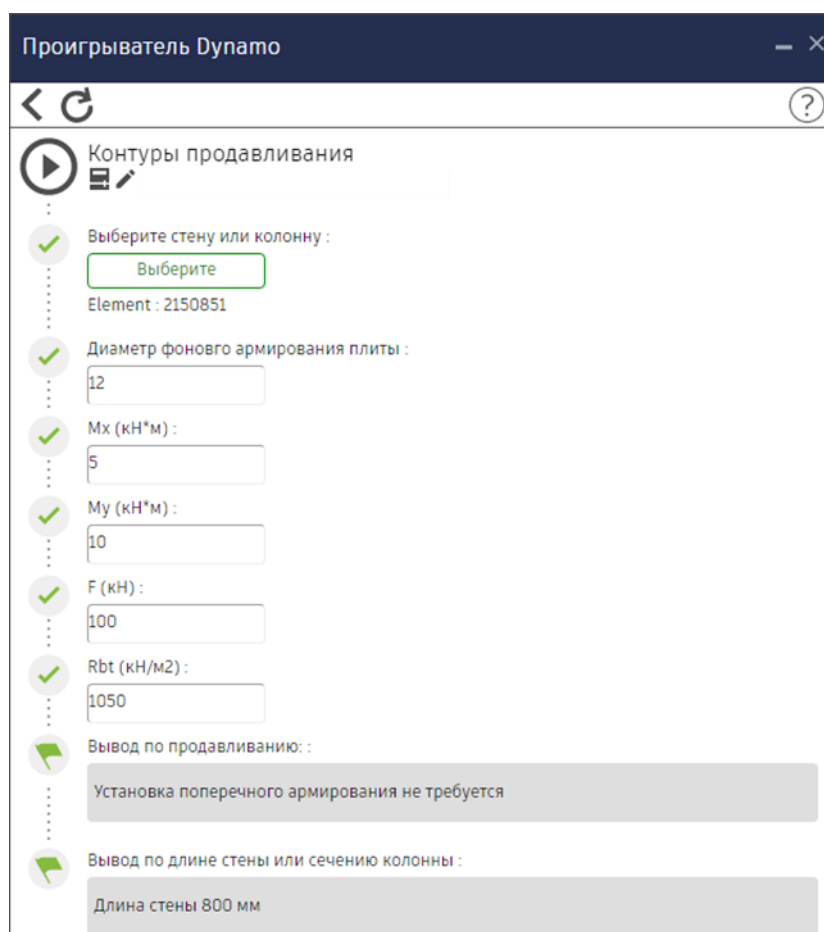 Проигрыватель Dynamo
?
Контуры продавливания
Выберите стену или колонну :
Выберите
Element : 2150851
Диаметр фоновго армирования плиты :
12
Mx (кН*м) :
5
My (кН*м) :
10
F (кН) :
100
Rbt (кН/м2) :
1050
Вывод по продавливанию: :
Установка поперечного армирования не требуется
Вывод по длине стены или сечению колонны :
Длина стены 800 мм